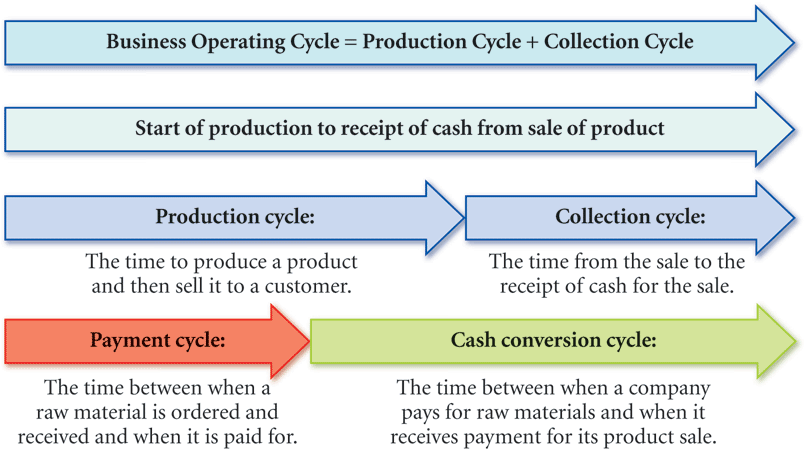 Business Operating Cycle = Production Cycle + Collection Cycle
Start of production to receipt of cash from sale of product
Production cycle:
Collection cycle:
The time to produce a product
and then sell it to a customer.
The time from the sale to the
receipt of cash for the sale.
Payment cycle:
Cash conversion cycle:
The time between when a
raw material is ordered and
received and when it is paid for.
The time between when a company
pays for raw materials and when it
receives payment for its product sale.